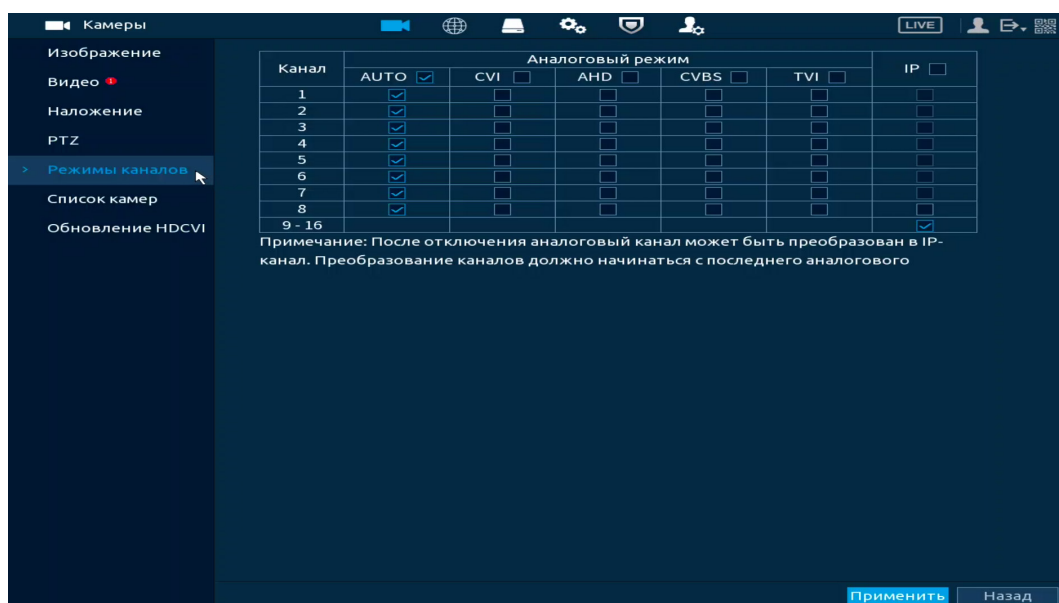 Камеры
LIVE
Изображение
Видео 1
Наложение
PTZ
> Режимы каналов
Список камер
Обновление HDCVI
Канал
Аналоговый режим
IP
AUTO CVI AHD CVBS TVI
1
2
3
4
5
6
7
8
9 - 16
Примечание: После отключения аналоговый канал может быть преобразован в IP-
канал. Преобразование каналов должно начинаться с последнего аналогового
Применить Назад